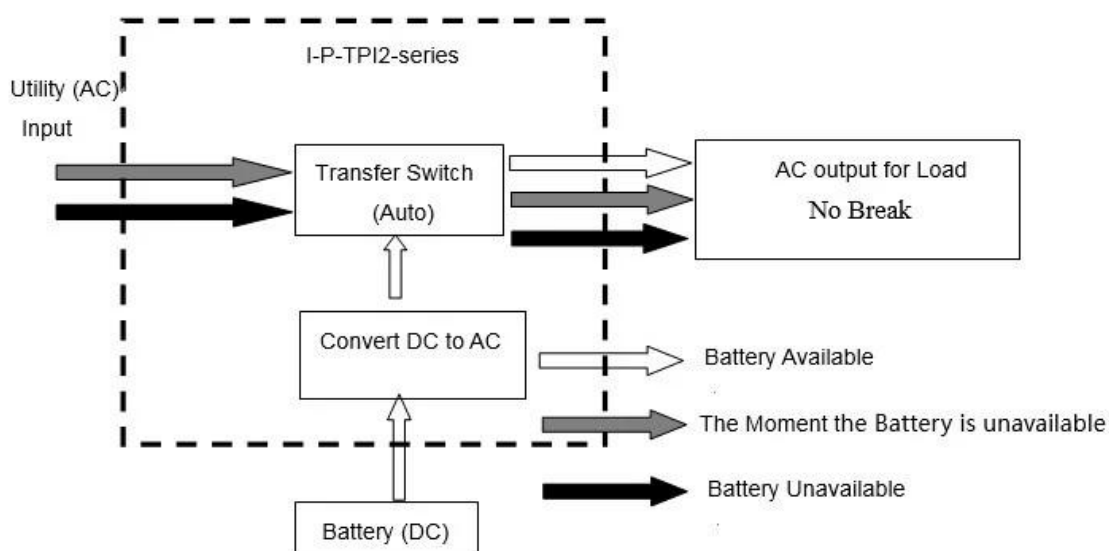 I-P-TPI2-series
Utility (AC)
Input
Transfer Switch
(Auto)
AC output for Load
No Break
Convert DC to AC
Battery Available
The Moment the Battery is unavailable
Battery Unavailable
Battery (DC)